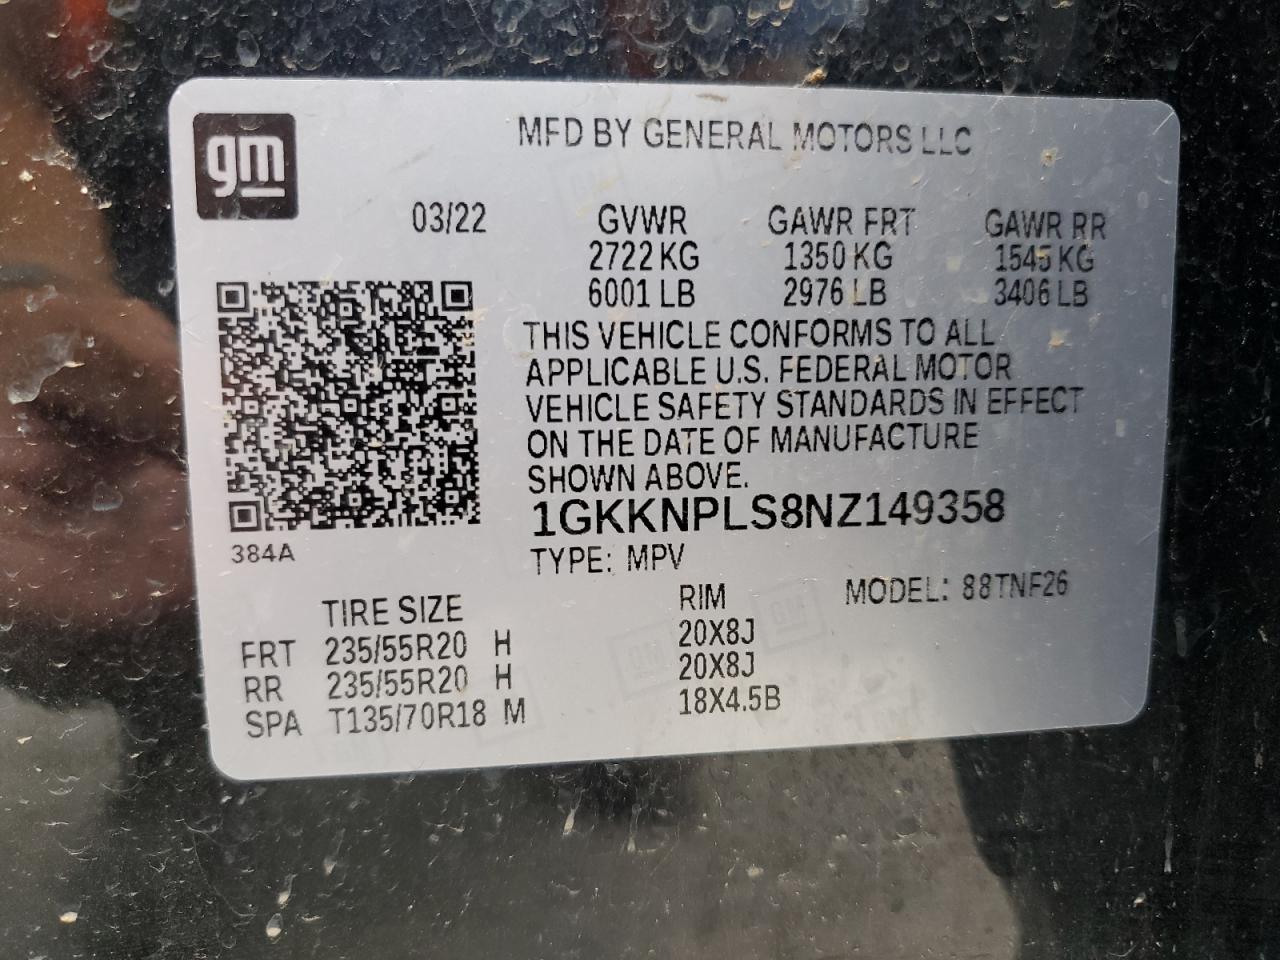 gm
MFD BY GENERAL MOTORS LLC
03/22 GVWR GAWR FRT GAWR RR
2722 KG 1350 KG 1545 KG
6001 LB 2976 LB 3406 LB
THIS VEHICLE CONFORMS TO ALL
APPLICABLE U.S. FEDERAL MOTOR
VEHICLE SAFETY STANDARDS IN EFFECT
ON THE DATE OF MANUFACTURE
SHOWN ABOVE.
1GKKNPLS8NZ149358
384A
TYPE: MPV MODEL: 88TNF26
TIRE SIZE RIM
FRT 235/55R20 H 20X8J
RR 235/55R20 H 20X8J
SPA T135/70R18 M 18X4.5B